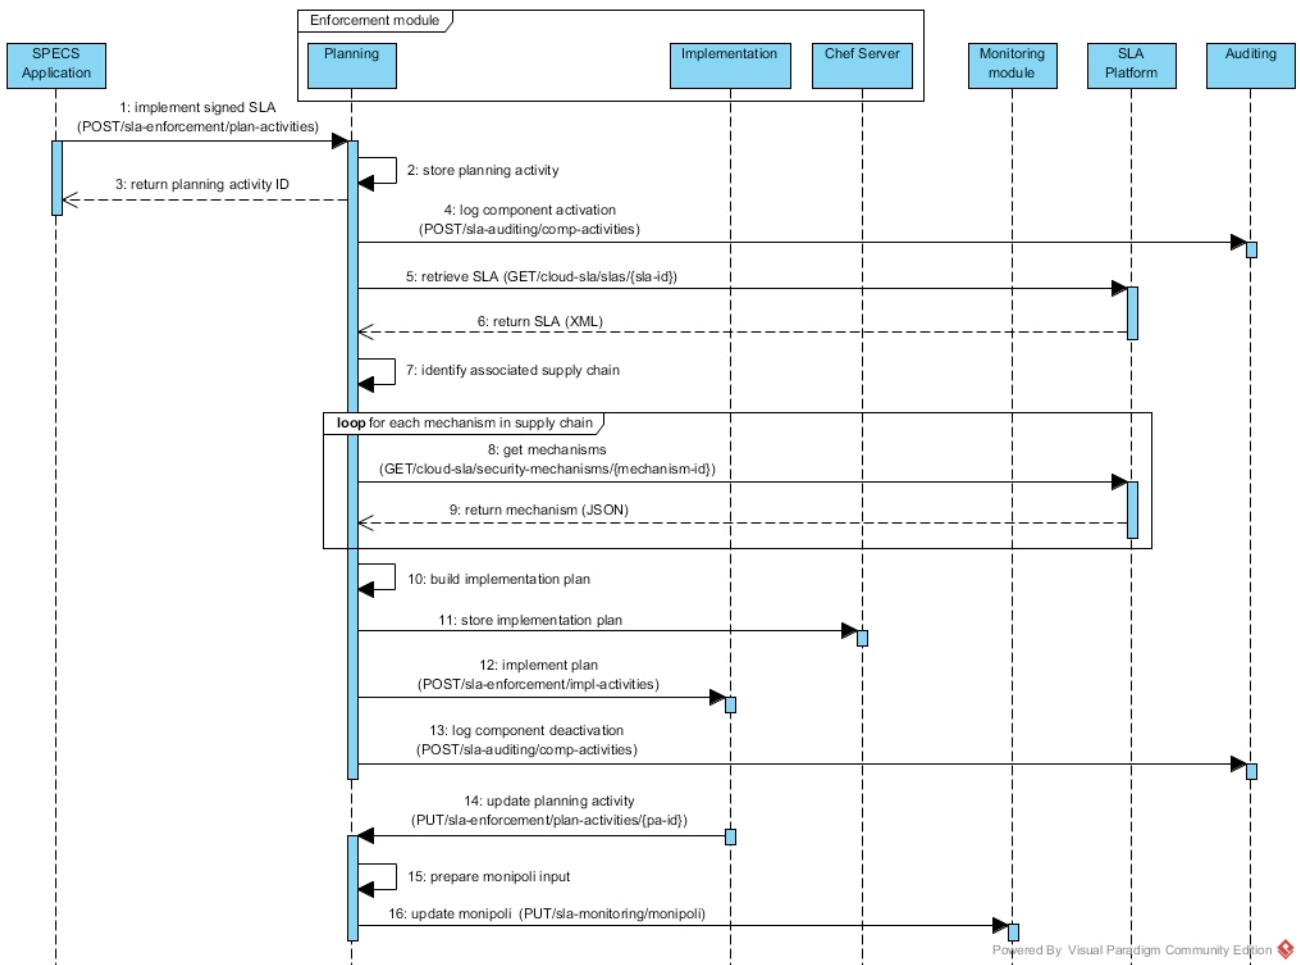 Enforcement module
SPECS
Application
Planning
Implementation
Chef Server
Monitoring
module
SLA
Platform
Auditing
1: implement signed SLA
(POST/sla-enforcement/plan-activities)
2: store planning activity
3: return planning activity ID
4: log component activation
(POST/sla-auditing/comp-activities)
5: retrieve SLA (GET/cloud-sla/slas/{sla-id})
6: return SLA (XML)
7: identify associated supply chain
loop for each mechanism in supply chain
8: get mechanisms
(GET/cloud-sla/security-mechanisms/{mechanism-id})
9: return mechanism (JSON)
10: build implementation plan
11: store implementation plan
12: implement plan
(POST/sla-enforcement/impl-activities)
13: log component deactivation
(POST/sla-auditing/comp-activities)
14: update planning activity
(PUT/sla-enforcement/plan-activities/{pa-id})
15: prepare monipoli input
16: update monipoli (PUT/sla-monitoring/monipoli)
Powered By Visual Paradigm Community Edition